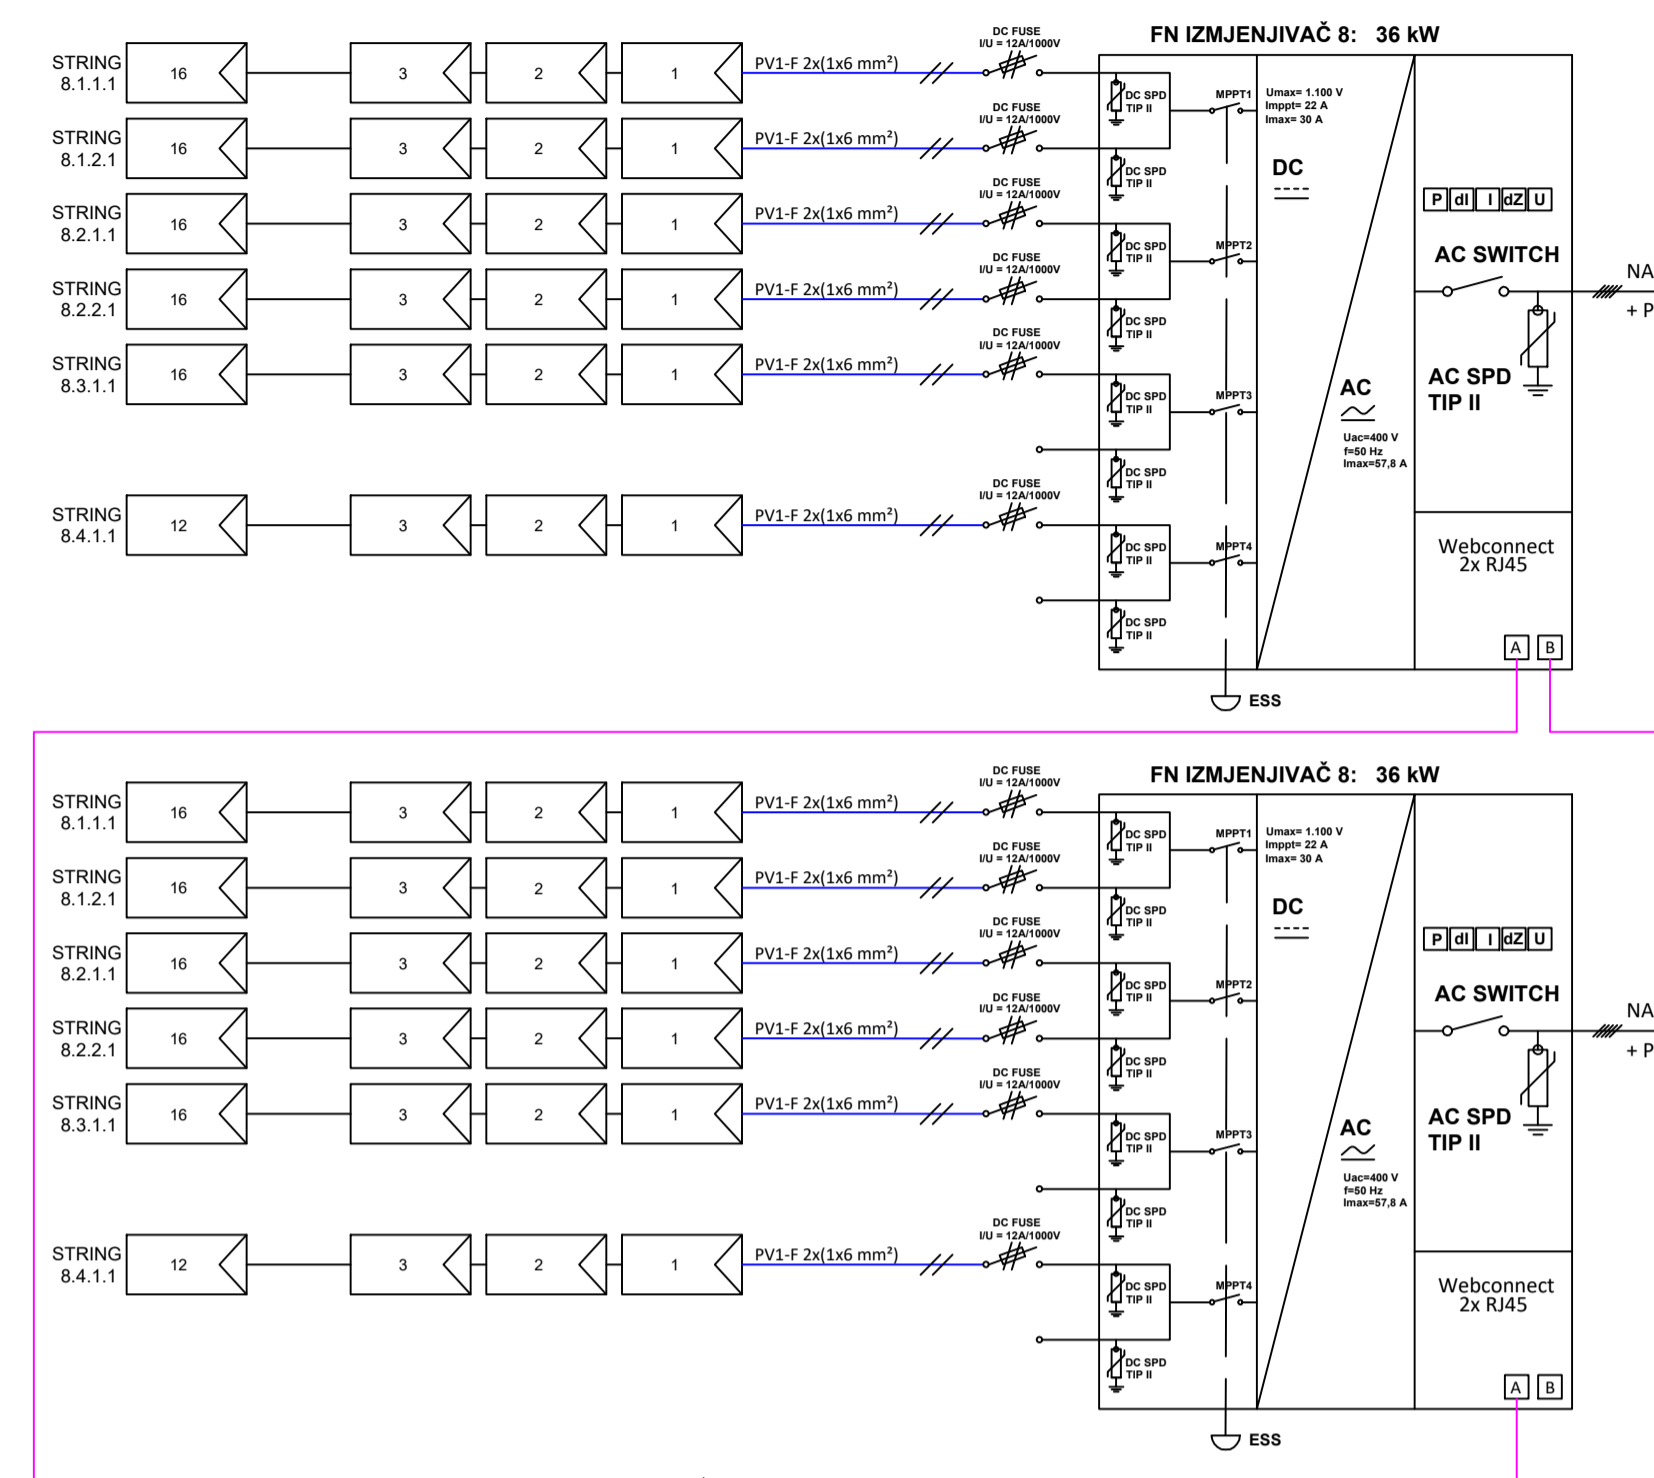 FN IZMJENJIVAČ 8: 36 kW
STRING
8.1.1.1
16
3
2
1
PV1-F 2x(1x6 mm²)
DC FUSE
I/U = 12A/1000V
DC SPD
TIP II
MPPT1
Umax= 1.100 V
Imppt= 22 A
Imax= 30 A
STRING
8.1.2.1
16
3
2
1
PV1-F 2x(1x6 mm²)
DC FUSE
I/U = 12A/1000V
DC SPD
TIP II
DC
P dI I dZ U
STRING
8.2.1.1
16
3
2
1
PV1-F 2x(1x6 mm²)
DC FUSE
I/U = 12A/1000V
DC SPD
TIP II
MPPT2
AC SWITCH
NA
+ P
STRING
8.2.2.1
16
3
2
1
PV1-F 2x(1x6 mm²)
DC FUSE
I/U = 12A/1000V
DC SPD
TIP II
STRING
8.3.1.1
16
3
2
1
PV1-F 2x(1x6 mm²)
DC FUSE
I/U = 12A/1000V
DC SPD
TIP II
MPPT3
AC
Uac=400 V
f=50 Hz
Imax=57,8 A
AC SPD
TIP II
DC SPD
TIP II
STRING
8.4.1.1
12
3
2
1
PV1-F 2x(1x6 mm²)
DC FUSE
I/U = 12A/1000V
DC SPD
TIP II
MPPT4
Webconnect
2x RJ45
DC SPD
TIP II
A B
ESS
FN IZMJENJIVAČ 8: 36 kW
STRING
8.1.1.1
16
3
2
1
PV1-F 2x(1x6 mm²)
DC FUSE
I/U = 12A/1000V
DC SPD
TIP II
MPPT1
Umax= 1.100 V
Imppt= 22 A
Imax= 30 A
STRING
8.1.2.1
16
3
2
1
PV1-F 2x(1x6 mm²)
DC FUSE
I/U = 12A/1000V
DC SPD
TIP II
DC
P dI I dZ U
STRING
8.2.1.1
16
3
2
1
PV1-F 2x(1x6 mm²)
DC FUSE
I/U = 12A/1000V
DC SPD
TIP II
MPPT2
AC SWITCH
NA
+ P
STRING
8.2.2.1
16
3
2
1
PV1-F 2x(1x6 mm²)
DC FUSE
I/U = 12A/1000V
DC SPD
TIP II
STRING
8.3.1.1
16
3
2
1
PV1-F 2x(1x6 mm²)
DC FUSE
I/U = 12A/1000V
DC SPD
TIP II
MPPT3
AC
Uac=400 V
f=50 Hz
Imax=57,8 A
AC SPD
TIP II
DC SPD
TIP II
STRING
8.4.1.1
12
3
2
1
PV1-F 2x(1x6 mm²)
DC FUSE
I/U = 12A/1000V
DC SPD
TIP II
MPPT4
Webconnect
2x RJ45
DC SPD
TIP II
A B
ESS